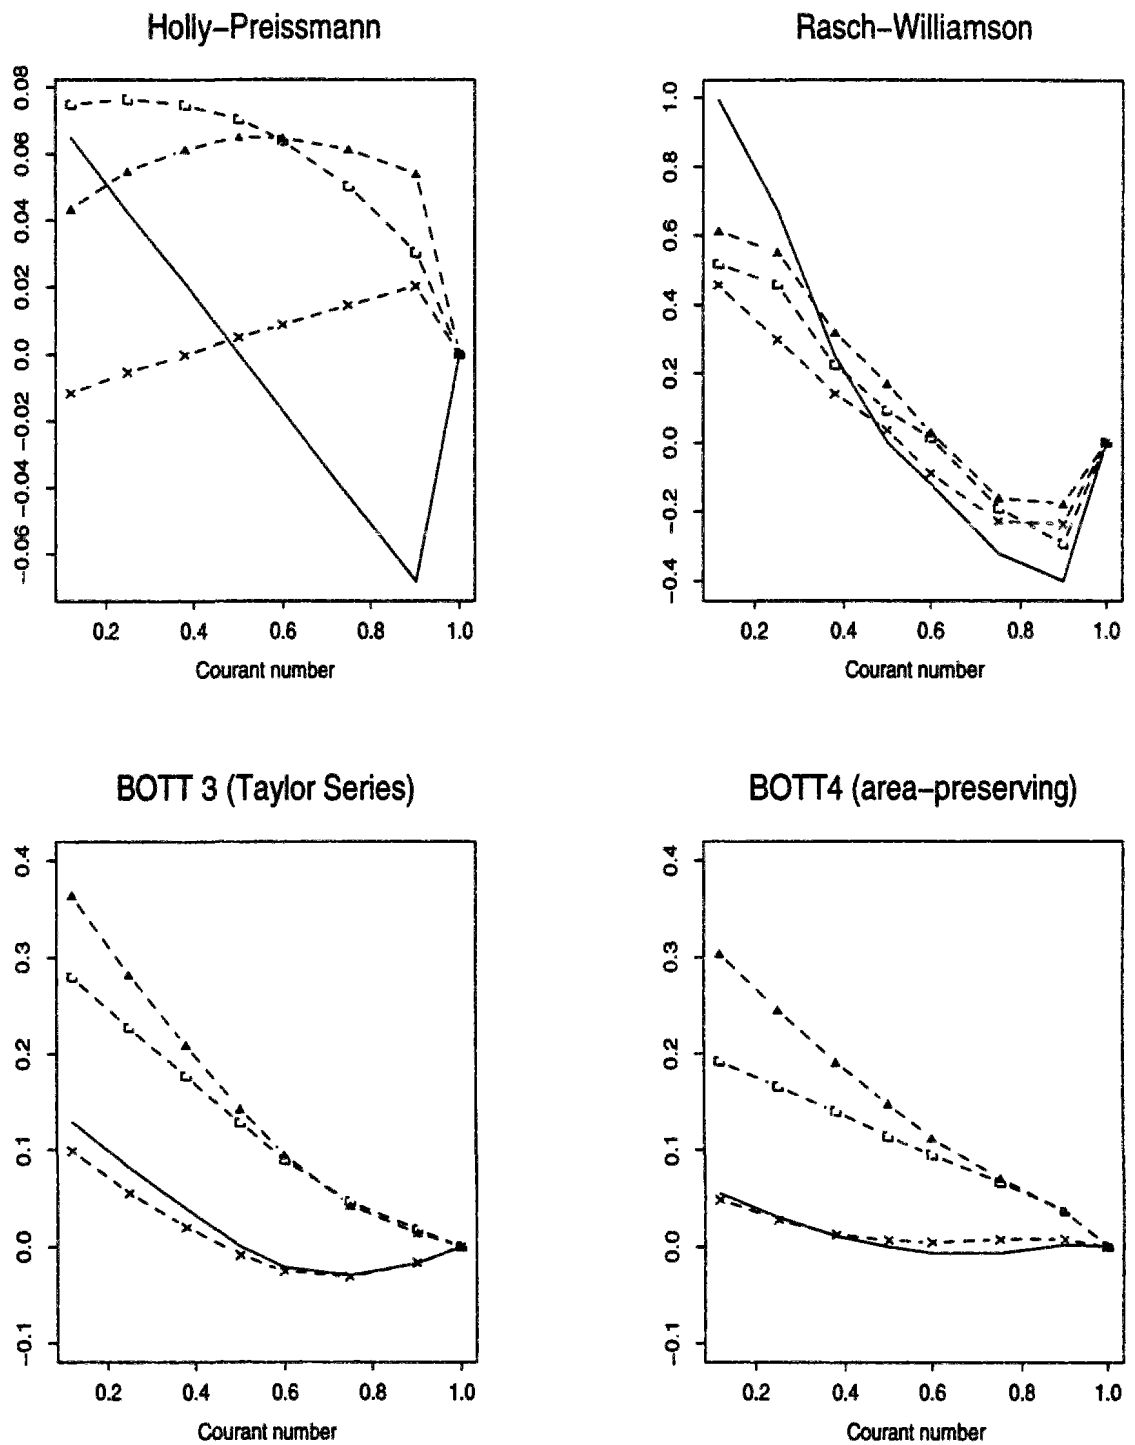 Holly–Preissmann
0.08
0.06
0.04
0.02
0.0
−0.02
−0.04
−0.06
0.2 0.4 0.6 0.8 1.0
Courant number
Rasch–Williamson
1.0
0.8
0.6
0.4
0.2
0.0
−0.2
−0.4
0.2 0.4 0.6 0.8 1.0
Courant number
BOTT 3 (Taylor Series)
0.4
0.3
0.2
0.1
0.0
−0.1
0.2 0.4 0.6 0.8 1.0
Courant number
BOTT4 (area–preserving)
0.4
0.3
0.2
0.1
0.0
−0.1
0.2 0.4 0.6 0.8 1.0
Courant number